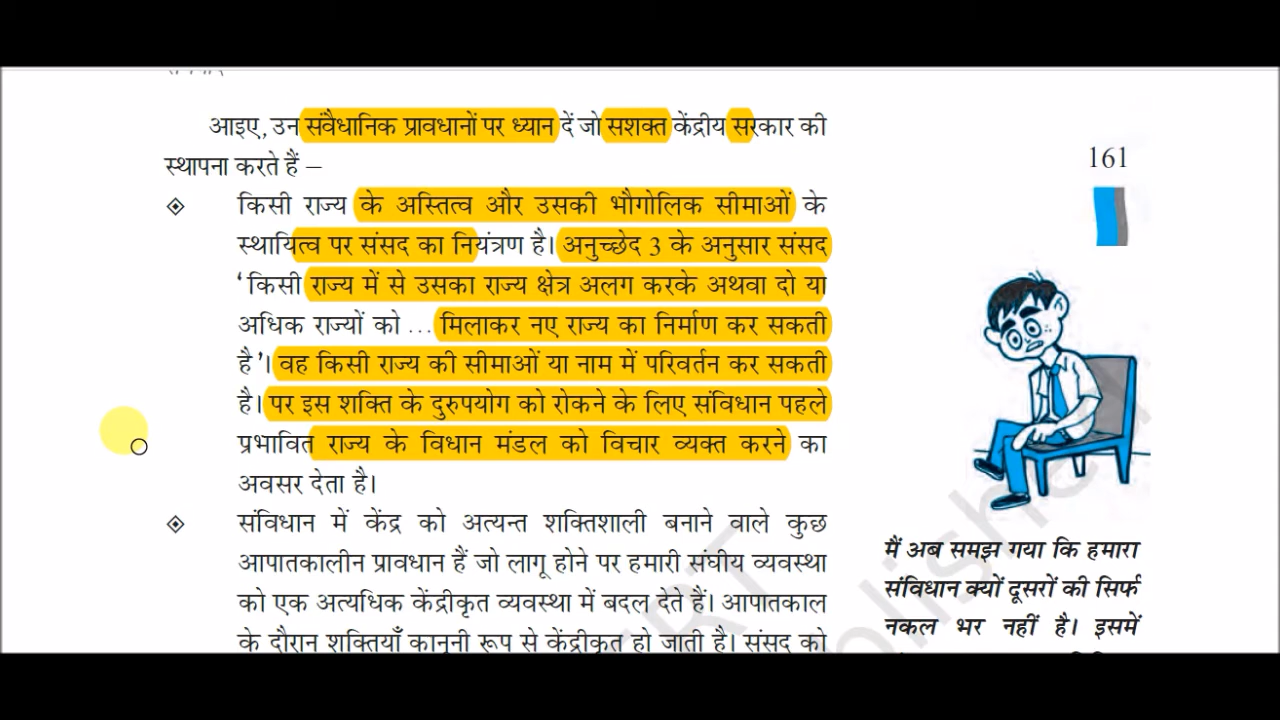 आइए, उन संवैधानिक प्रावधानों पर ध्यान दें जो सशक्त केंद्रीय सरकार की
स्थापना करते हैं –
किसी राज्य के अस्तित्व और उसकी भौगोलिक सीमाओं के
स्थायित्व पर संसद का नियंत्रण है। अनुच्छेद 3 के अनुसार संसद
‘किसी राज्य में से उसका राज्य क्षेत्र अलग करके अथवा दो या
अधिक राज्यों को ... मिलाकर नए राज्य का निर्माण कर सकती
है’। वह किसी राज्य की सीमाओं या नाम में परिवर्तन कर सकती
है। पर इस शक्ति के दुरुपयोग को रोकने के लिए संविधान पहले
प्रभावित राज्य के विधान मंडल को विचार व्यक्त करने का
अवसर देता है।
संविधान में केंद्र को अत्यन्त शक्तिशाली बनाने वाले कुछ
आपातकालीन प्रावधान हैं जो लागू होने पर हमारी संघीय व्यवस्था
को एक अत्यधिक केंद्रीकृत व्यवस्था में बदल देते हैं। आपातकाल
के दौरान शक्तियाँ कानूनी रूप से केंद्रीकृत हो जाती है। संसद को
161
मैं अब समझ गया कि हमारा
संविधान क्यों दूसरों की सिर्फ
नकल भर नहीं है। इसमें